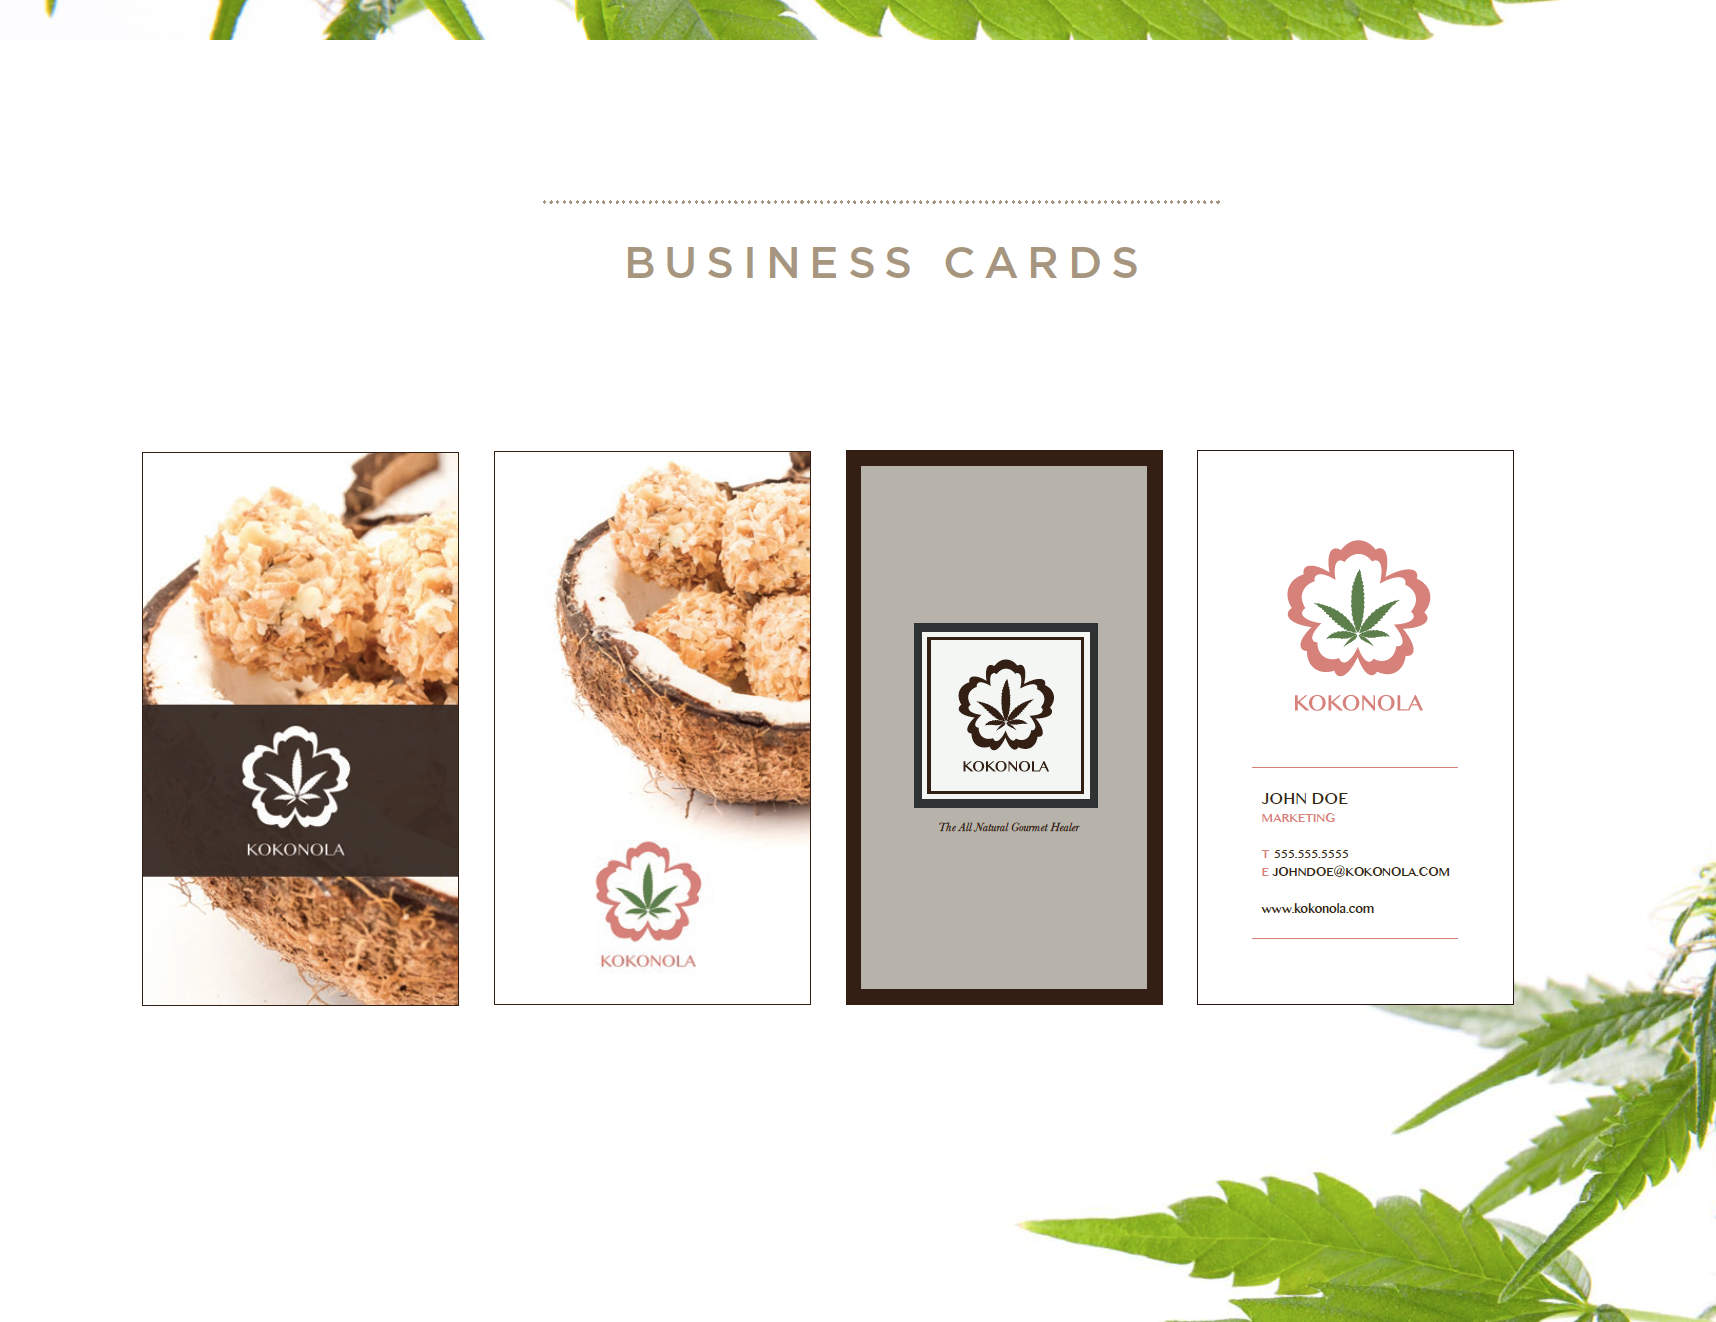 BUSINESS CARDS
KOKONOLA
KOKONOLA
KOKONOLA
The All Natural Gourmet Healer
KOKONOLA
JOHN DOE
MARKETING
T 555.555.5555
E JOHNDOE@KOKONOLA.COM
www.kokonola.com